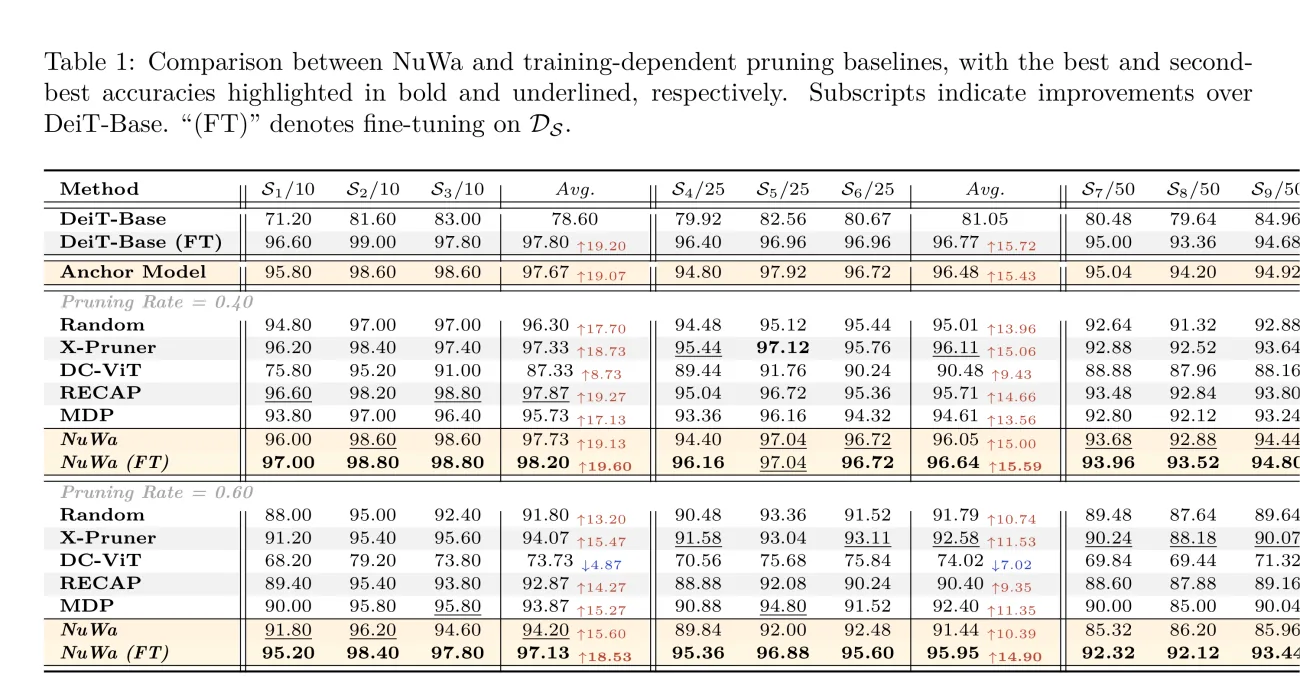 Table 1: Comparison between NuWa and training-dependent pruning baselines, with the best and second-
best accuracies highlighted in bold and underlined, respectively. Subscripts indicate improvements over
DeiT-Base. “(FT)” denotes fine-tuning on 𝒟𝒮.
Method 𝒮₁/10 𝒮₂/10 𝒮₃/10 Avg. 𝒮₄/25 𝒮₅/25 𝒮₆/25 Avg. 𝒮₇/50 𝒮₈/50 𝒮₉/50
DeiT-Base 71.20 81.60 83.00 78.60 79.92 82.56 80.67 81.05 80.48 79.64 84.96
DeiT-Base (FT) 96.60 99.00 97.80 97.80 ↑19.20 96.40 96.96 96.96 96.77 ↑15.72 95.00 93.36 94.68
Anchor Model 95.80 98.60 98.60 97.67 ↑19.07 94.80 97.92 96.72 96.48 ↑15.43 95.04 94.20 94.92
Pruning Rate = 0.40
Random 94.80 97.00 97.00 96.30 ↑17.70 94.48 95.12 95.44 95.01 ↑13.96 92.64 91.32 92.88
X-Pruner 96.20 98.40 97.40 97.33 ↑18.73 95.44 97.12 95.76 96.11 ↑15.06 92.88 92.52 93.64
DC-ViT 75.80 95.20 91.00 87.33 ↑8.73 89.44 91.76 90.24 90.48 ↑9.43 88.88 87.96 88.16
RECAP 96.60 98.20 98.80 97.87 ↑19.27 95.04 96.72 95.36 95.71 ↑14.66 93.48 92.84 93.80
MDP 93.80 97.00 96.40 95.73 ↑17.13 93.36 96.16 94.32 94.61 ↑13.56 92.80 92.12 93.24
NuWa 96.00 98.60 98.60 97.73 ↑19.13 94.40 97.04 96.72 96.05 ↑15.00 93.68 92.88 94.44
NuWa (FT) 97.00 98.80 98.80 98.20 ↑19.60 96.16 97.04 96.72 96.64 ↑15.59 93.96 93.52 94.80
Pruning Rate = 0.60
Random 88.00 95.00 92.40 91.80 ↑13.20 90.48 93.36 91.52 91.79 ↑10.74 89.48 87.64 89.64
X-Pruner 91.20 95.40 95.60 94.07 ↑15.47 91.58 93.04 93.11 92.58 ↑11.53 90.24 88.18 90.07
DC-ViT 68.20 79.20 73.80 73.73 ↓4.87 70.56 75.68 75.84 74.02 ↓7.02 69.84 69.44 71.32
RECAP 89.40 95.40 93.80 92.87 ↑14.27 88.88 92.08 90.24 90.40 ↑9.35 88.60 87.88 89.16
MDP 90.00 95.80 95.80 93.87 ↑15.27 90.88 94.80 91.52 92.40 ↑11.35 90.00 85.00 90.04
NuWa 91.80 96.20 94.60 94.20 ↑15.60 89.84 92.00 92.48 91.44 ↑10.39 85.32 86.20 85.96
NuWa (FT) 95.20 98.40 97.80 97.13 ↑18.53 95.36 96.88 95.60 95.95 ↑14.90 92.32 92.12 93.44